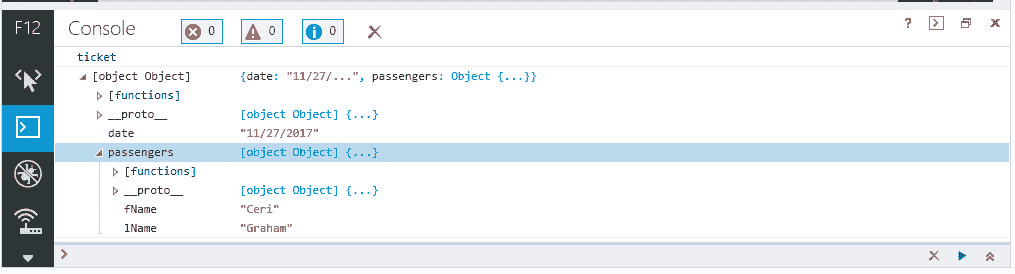 F12 Console 0 0 0 ?
ticket
[object Object] {date: "11/27/...", passengers: Object {...}}
[functions]
__proto__ [object Object] {...}
date "11/27/2017"
passengers [object Object] {...}
[functions]
__proto__ [object Object] {...}
fName "Ceri"
lName "Graham"